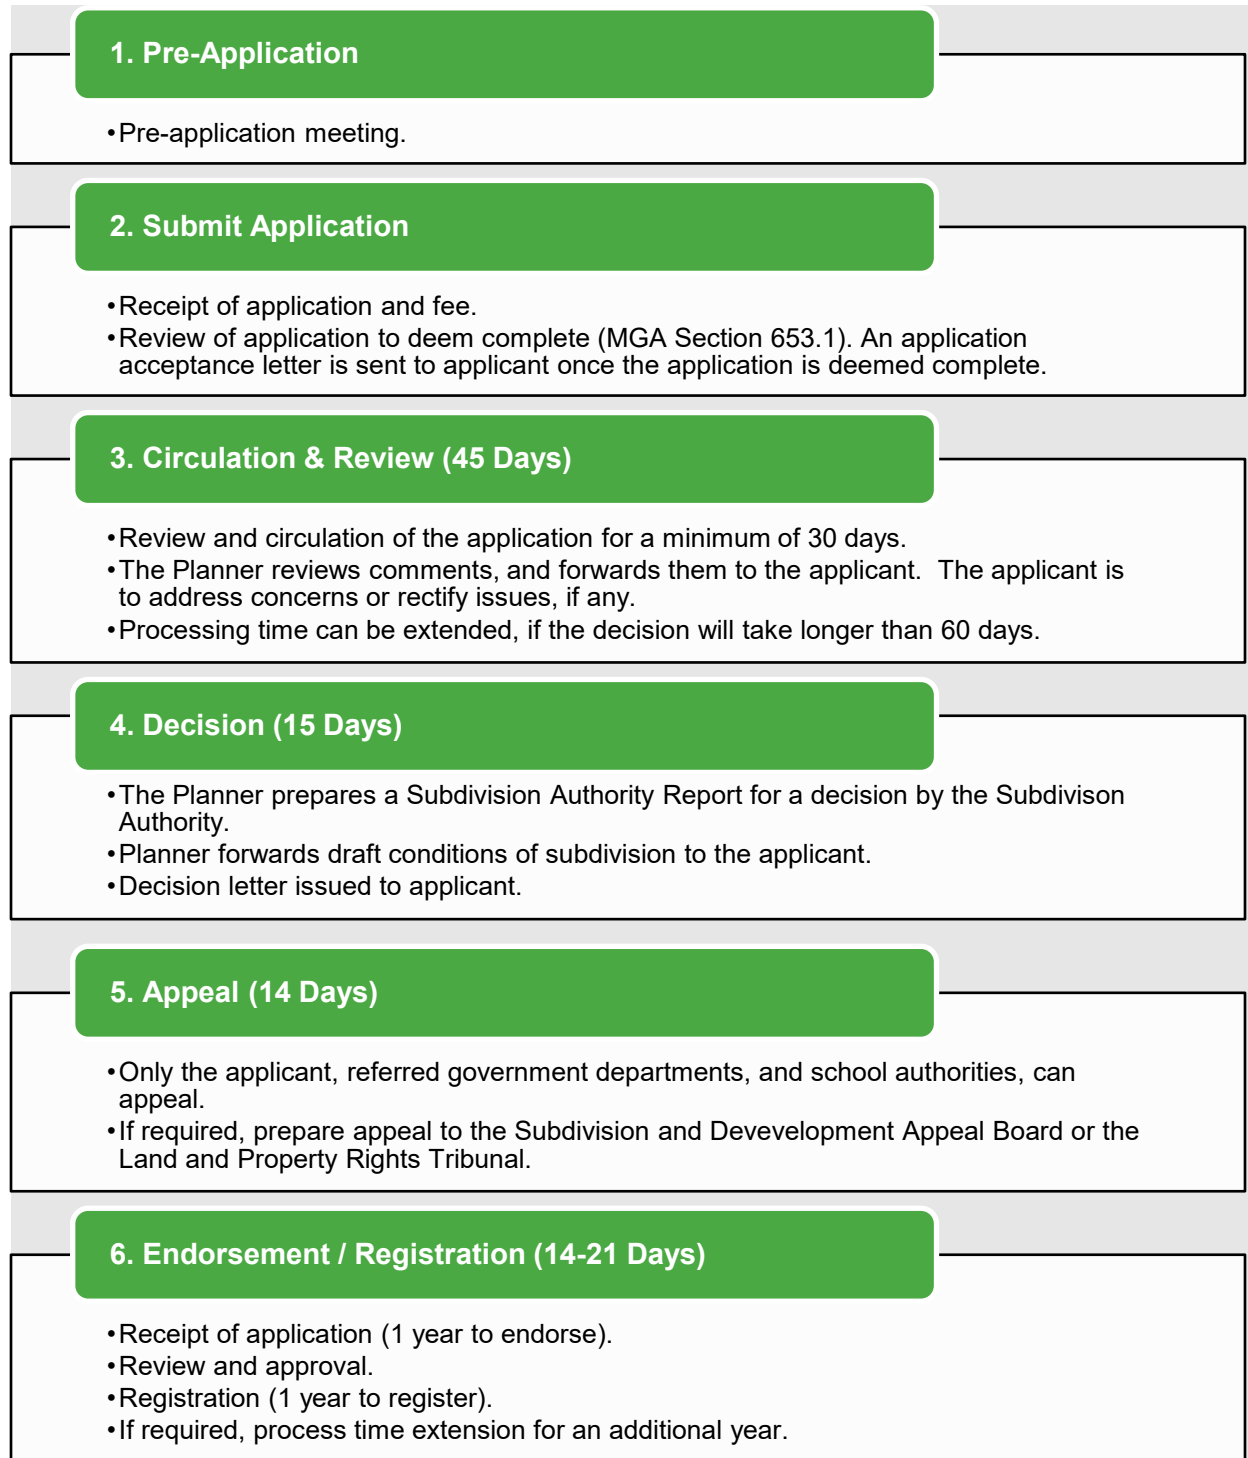 1. Pre-Application
•Pre-application meeting.
2. Submit Application
•Receipt of application and fee.
•Review of application to deem complete (MGA Section 653.1). An application
acceptance letter is sent to applicant once the application is deemed complete.
3. Circulation & Review (45 Days)
•Review and circulation of the application for a minimum of 30 days.
•The Planner reviews comments, and forwards them to the applicant.  The applicant is
to address concerns or rectify issues, if any.
•Processing time can be extended, if the decision will take longer than 60 days.
4. Decision (15 Days)
•The Planner prepares a Subdivision Authority Report for a decision by the Subdivison
Authority.
•Planner forwards draft conditions of subdivision to the applicant.
•Decision letter issued to applicant.
5. Appeal (14 Days)
•Only the applicant, referred government departments, and school authorities, can
appeal.
•If required, prepare appeal to the Subdivision and Devevelopment Appeal Board or the
Land and Property Rights Tribunal.
6. Endorsement / Registration (14-21 Days)
•Receipt of application (1 year to endorse).
•Review and approval.
•Registration (1 year to register).
•If required, process time extension for an additional year.